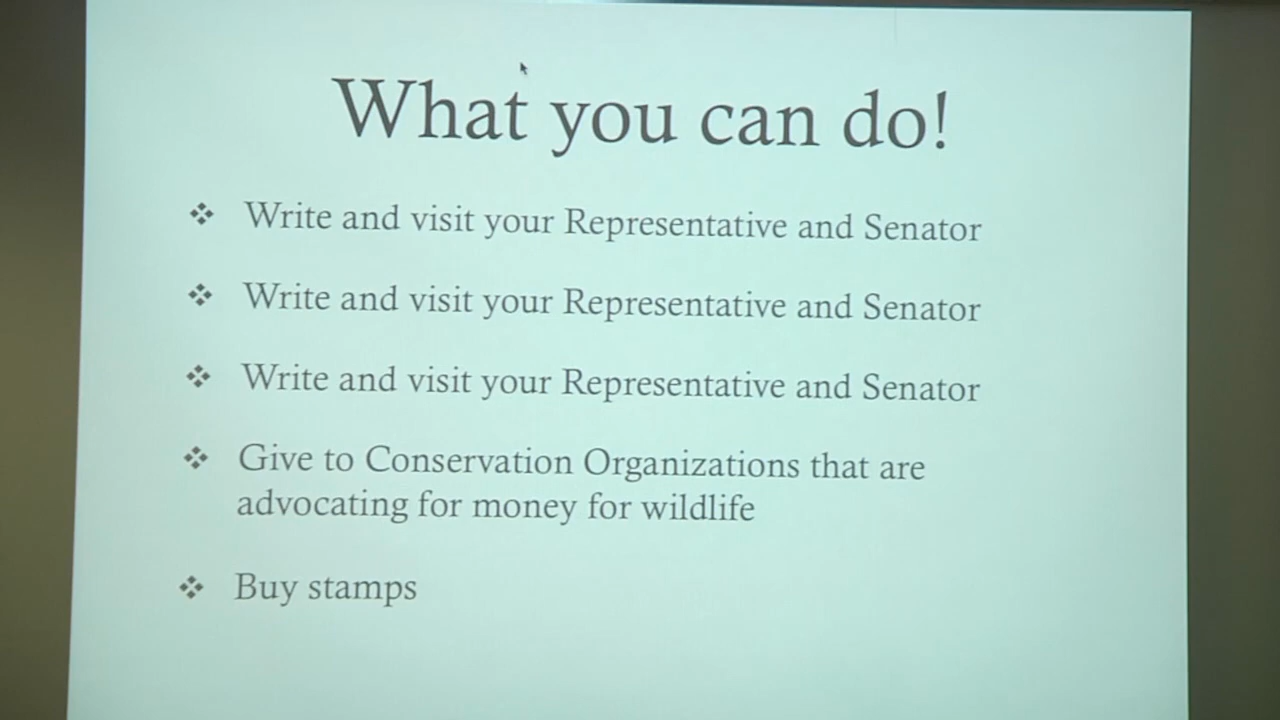 What you can do!
❖ Write and visit your Representative and Senator
❖ Write and visit your Representative and Senator
❖ Write and visit your Representative and Senator
❖ Give to Conservation Organizations that are
advocating for money for wildlife
❖ Buy stamps